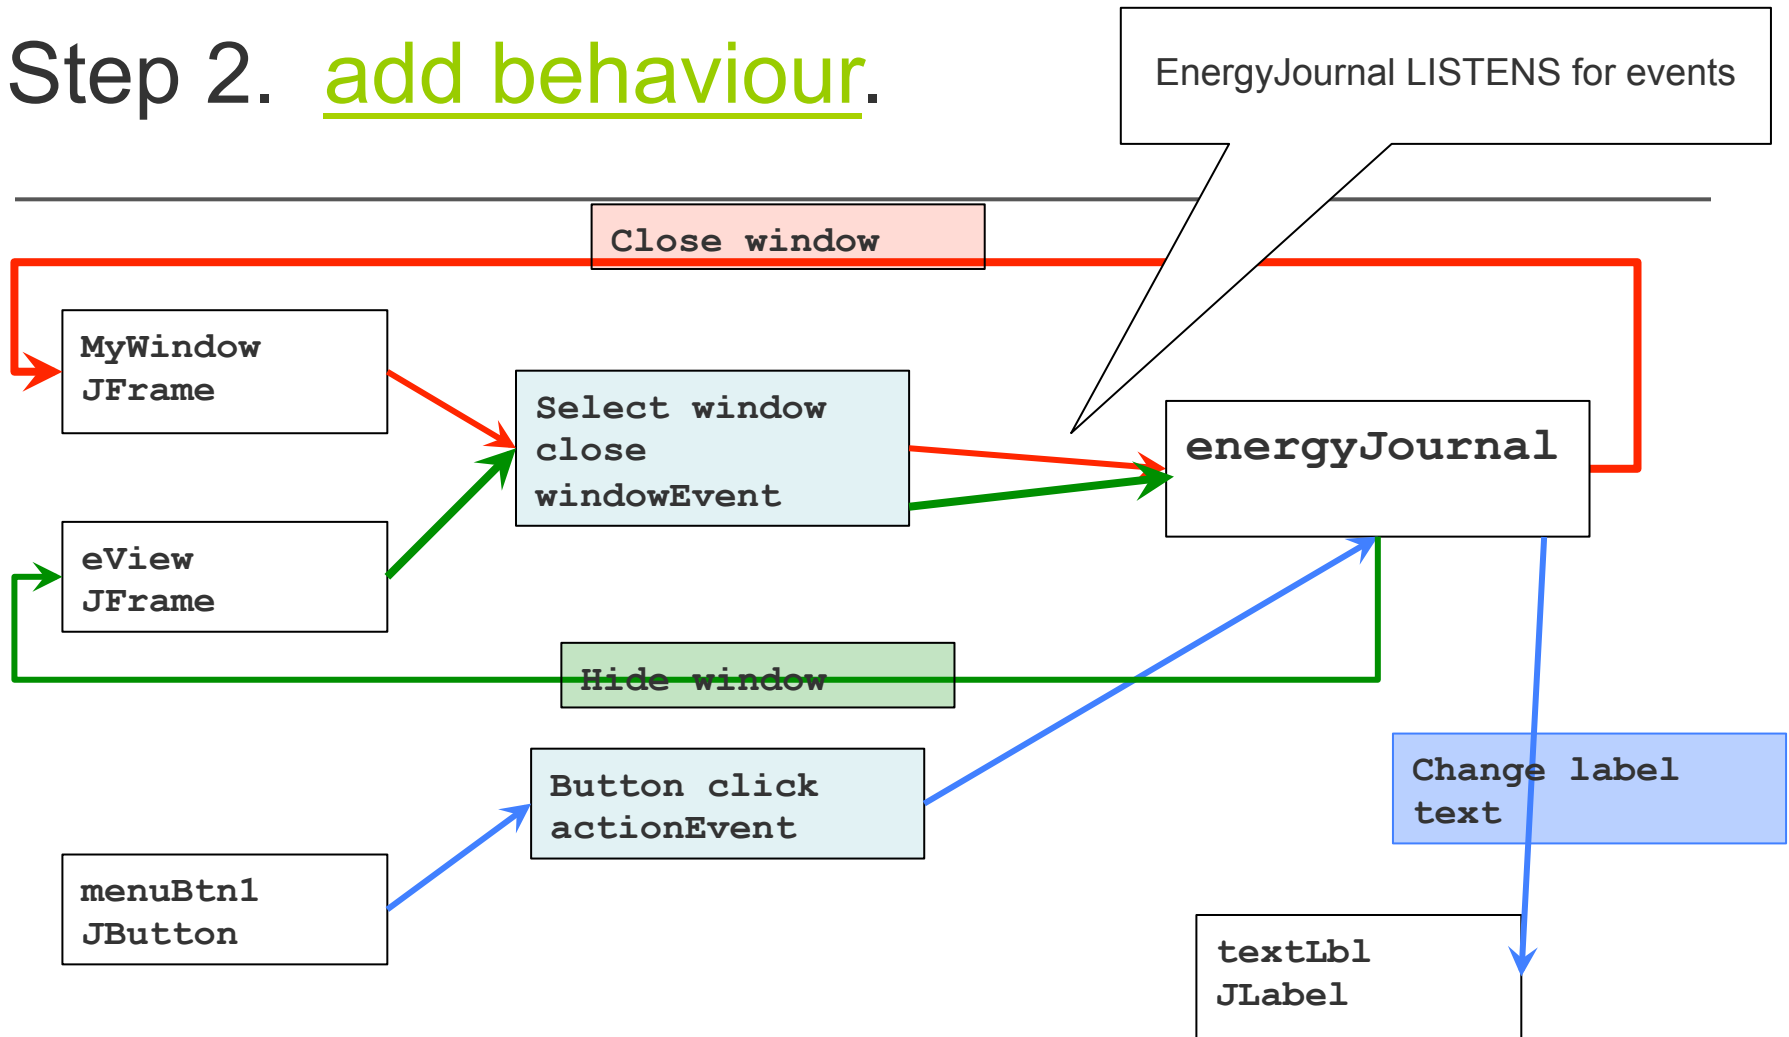 Step 2. add behaviour.
EnergyJournal LISTENS for events
Close window
MyWindow
JFrame
Select window
close
windowEvent
energyJournal
eView
JFrame
Hide window
Button click
actionEvent
Change label
text
menuBtn1
JButton
textLbl
JLabel